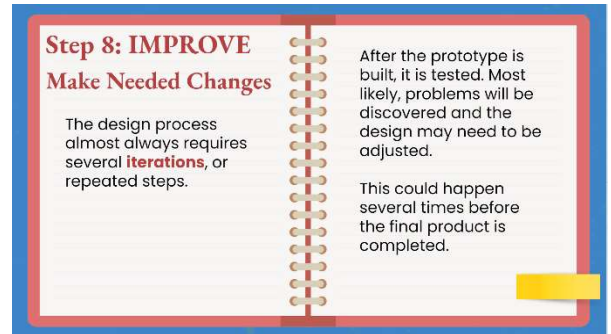 Step 8: IMPROVE
Make Needed Changes
The design process
almost always requires
several iterations, or
repeated steps.
After the prototype is
built, it is tested. Most
likely, problems will be
discovered and the
design may need to be
adjusted.
This could happen
several times before
the final product is
completed.